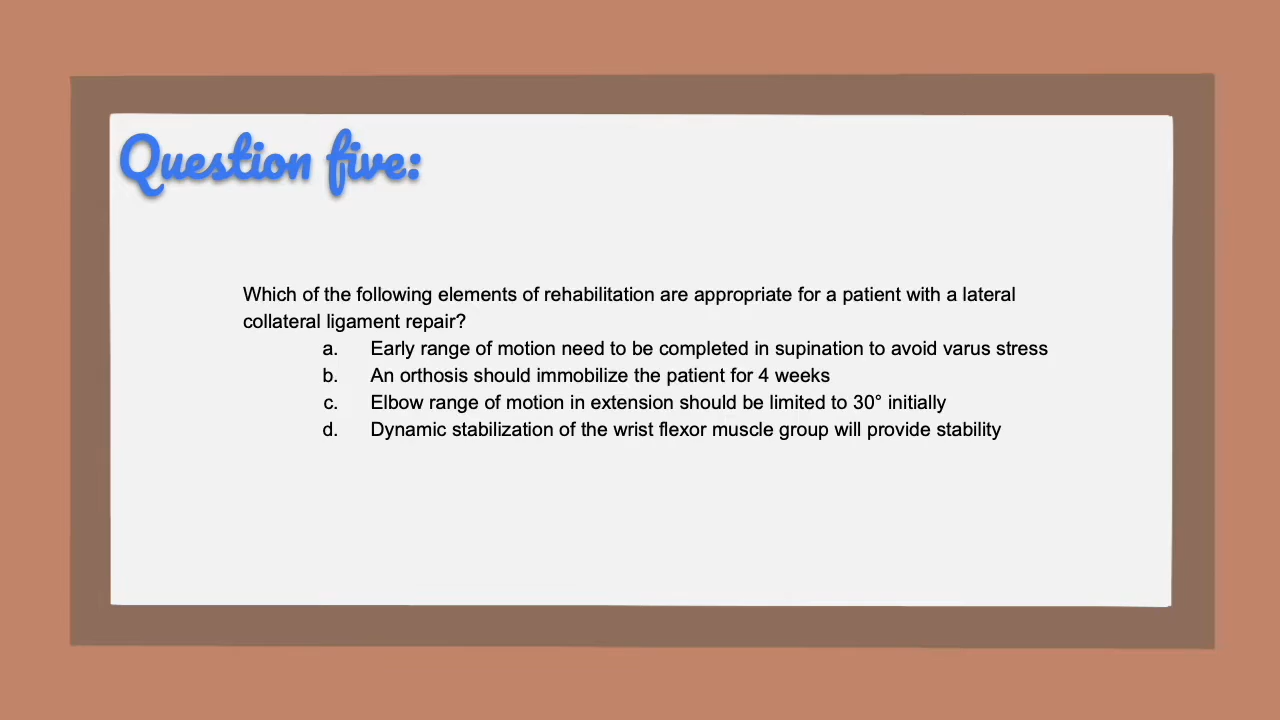 Question five:
Which of the following elements of rehabilitation are appropriate for a patient with a lateral
collateral ligament repair?
a. Early range of motion need to be completed in supination to avoid varus stress
b. An orthosis should immobilize the patient for 4 weeks
c. Elbow range of motion in extension should be limited to 30° initially
d. Dynamic stabilization of the wrist flexor muscle group will provide stability